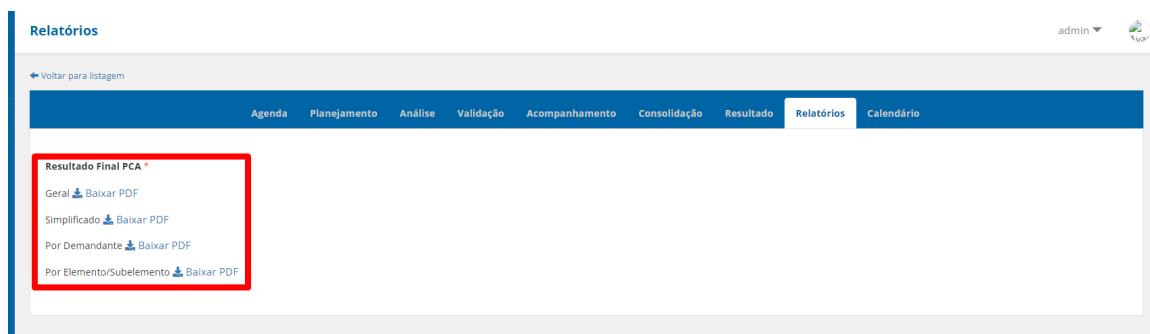 Relatórios
admin
Voltar para listagem
Agenda Planejamento Análise Validação Acompanhamento Consolidação Resultado Relatórios Calendário
Resultado Final PCA *
Geral Baixar PDF
Simplificado Baixar PDF
Por Demandante Baixar PDF
Por Elemento/Subelemento Baixar PDF